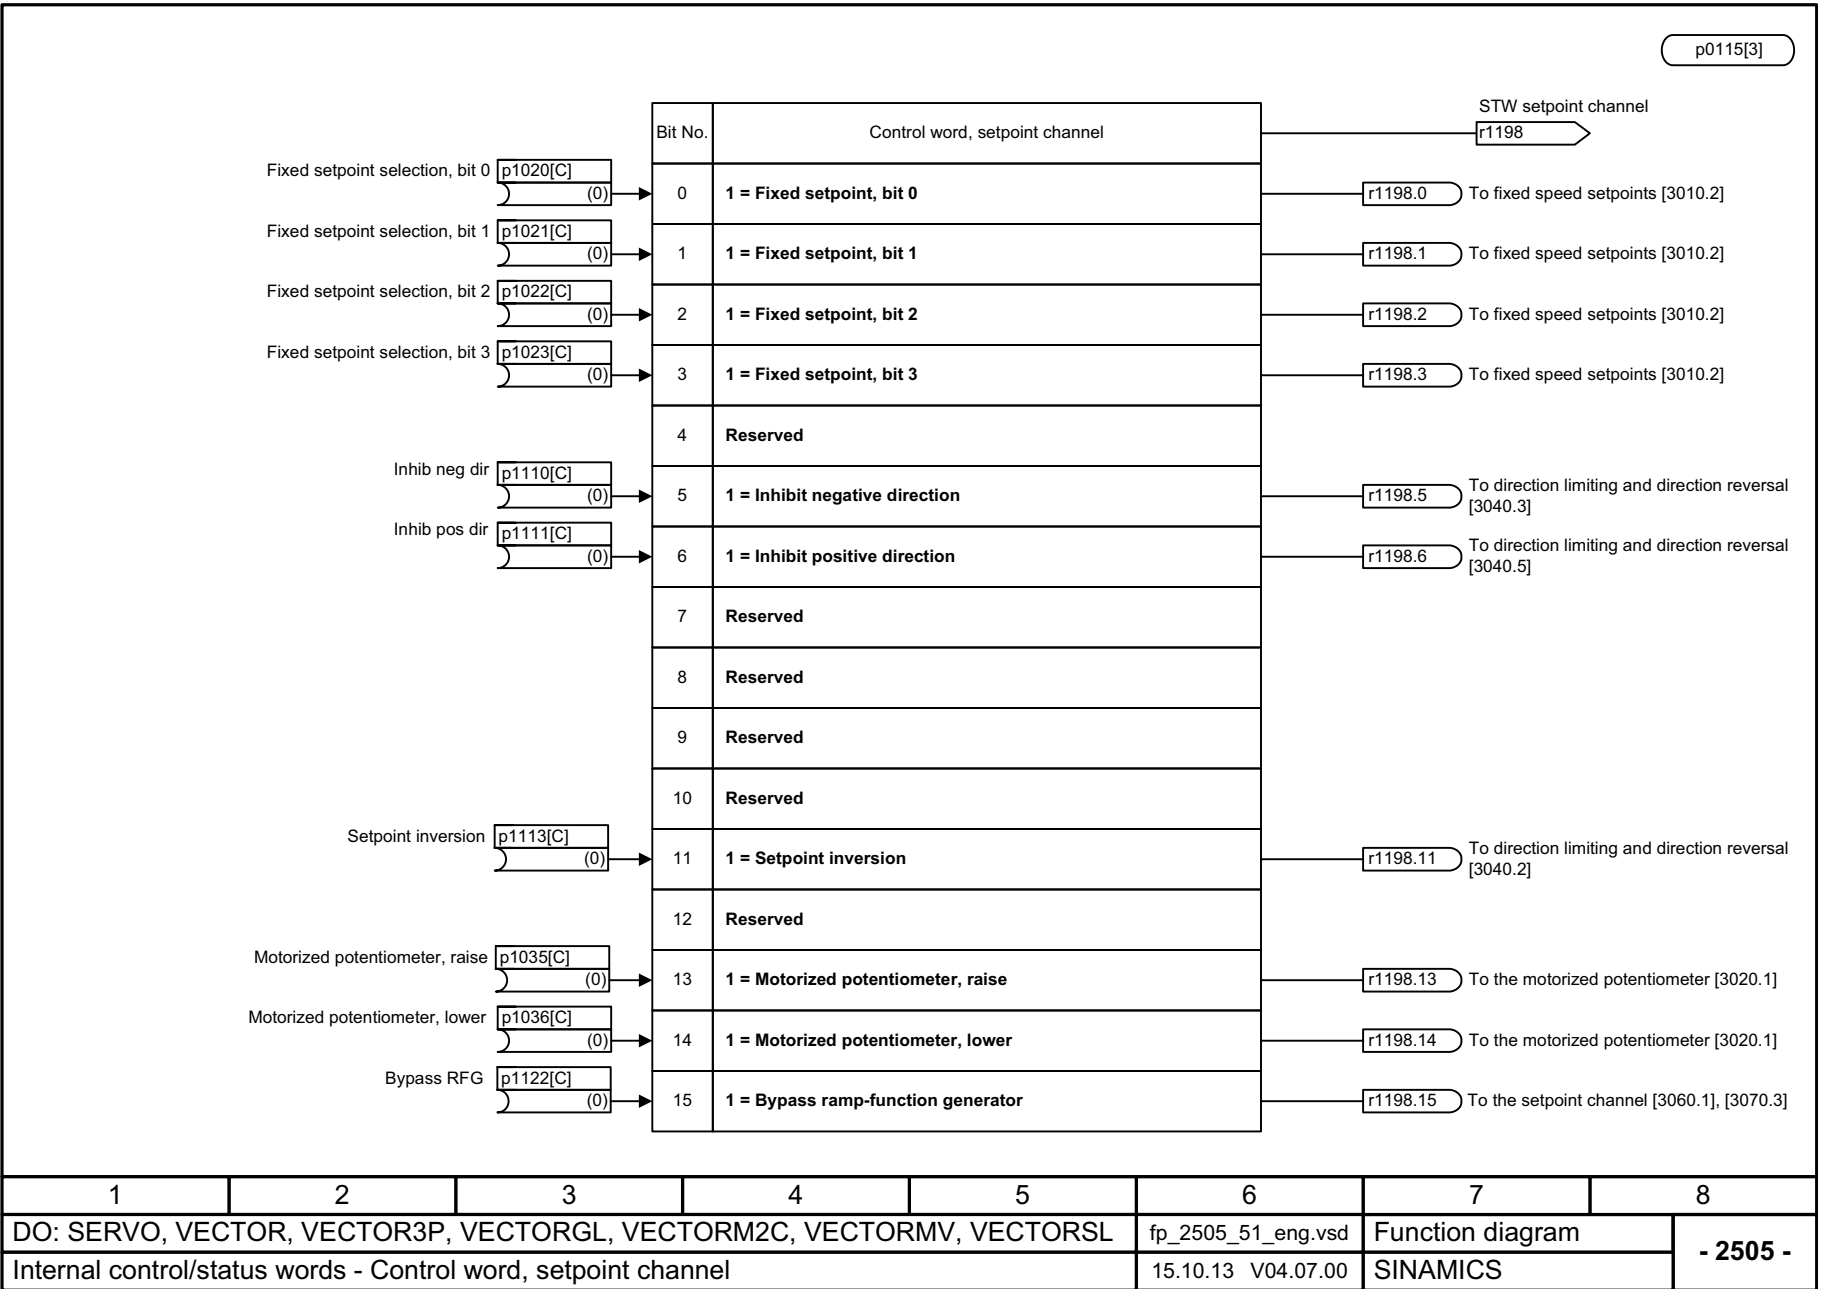 p0115[3]
STW setpoint channel
Bit No. Control word, setpoint channel r1198
Fixed setpoint selection, bit 0 p1020[C]
(0) 0 1 = Fixed setpoint, bit 0 r1198.0 To fixed speed setpoints [3010.2]
Fixed setpoint selection, bit 1 p1021[C]
(0) 1 1 = Fixed setpoint, bit 1 r1198.1 To fixed speed setpoints [3010.2]
Fixed setpoint selection, bit 2 p1022[C]
(0) 2 1 = Fixed setpoint, bit 2 r1198.2 To fixed speed setpoints [3010.2]
Fixed setpoint selection, bit 3 p1023[C]
(0) 3 1 = Fixed setpoint, bit 3 r1198.3 To fixed speed setpoints [3010.2]
4 Reserved
Inhib neg dir p1110[C]
(0) 5 1 = Inhibit negative direction r1198.5 To direction limiting and direction reversal
[3040.3]
Inhib pos dir p1111[C]
(0) 6 1 = Inhibit positive direction r1198.6 To direction limiting and direction reversal
[3040.5]
7 Reserved
8 Reserved
9 Reserved
10 Reserved
Setpoint inversion p1113[C]
(0) 11 1 = Setpoint inversion r1198.11 To direction limiting and direction reversal
[3040.2]
12 Reserved
Motorized potentiometer, raise p1035[C]
(0) 13 1 = Motorized potentiometer, raise r1198.13 To the motorized potentiometer [3020.1]
Motorized potentiometer, lower p1036[C]
(0) 14 1 = Motorized potentiometer, lower r1198.14 To the motorized potentiometer [3020.1]
Bypass RFG p1122[C]
(0) 15 1 = Bypass ramp-function generator r1198.15 To the setpoint channel [3060.1], [3070.3]
1 2 3 4 5 6 7 8
DO: SERVO, VECTOR, VECTOR3P, VECTORGL, VECTORM2C, VECTORMV, VECTORSL fp_2505_51_eng.vsd Function diagram
- 2505 -
Internal control/status words - Control word, setpoint channel 15.10.13 V04.07.00 SINAMICS